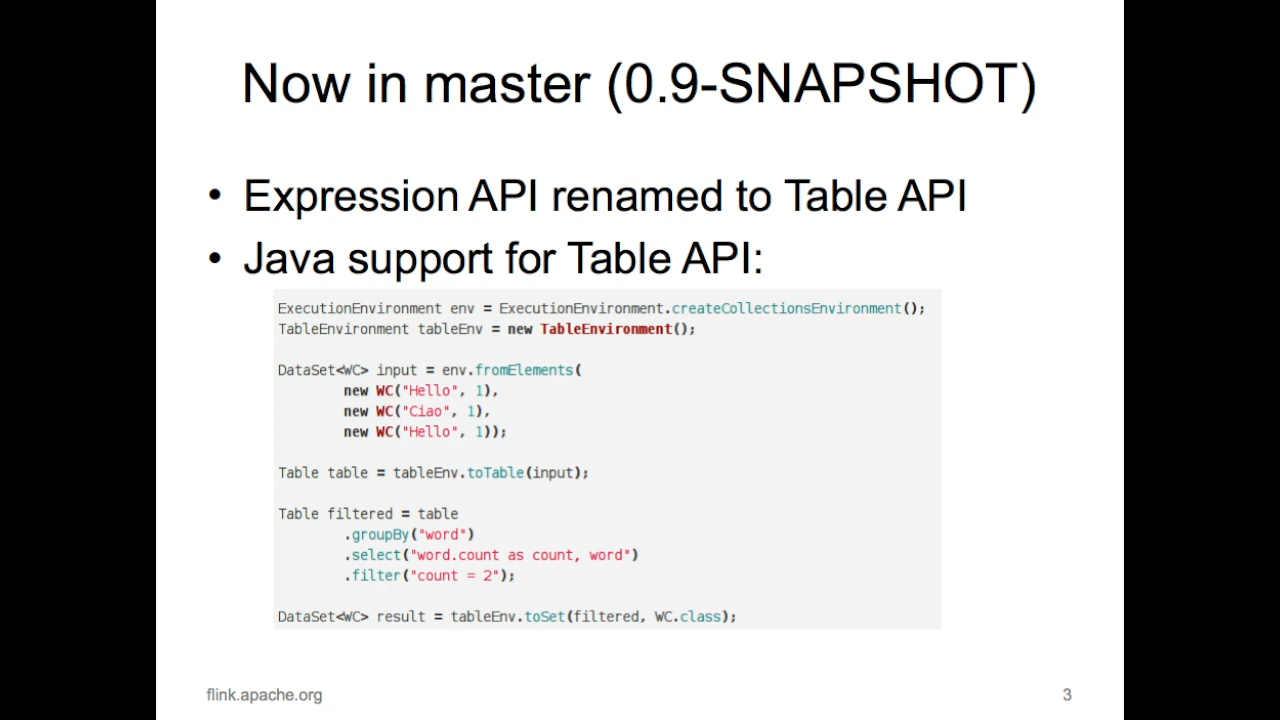 Now in master (0.9-SNAPSHOT)
• Expression API renamed to Table API
• Java support for Table API:
ExecutionEnvironment env = ExecutionEnvironment.createCollectionsEnvironment();
TableEnvironment tableEnv = new TableEnvironment();
DataSet<WC> input = env.fromElements(
new WC("Hello", 1),
new WC("Ciao", 1),
new WC("Hello", 1));
Table table = tableEnv.toTable(input);
Table filtered = table
.groupBy("word")
.select("word.count as count, word")
.filter("count = 2");
DataSet<WC> result = tableEnv.toSet(filtered, WC.class);
flink.apache.org
3